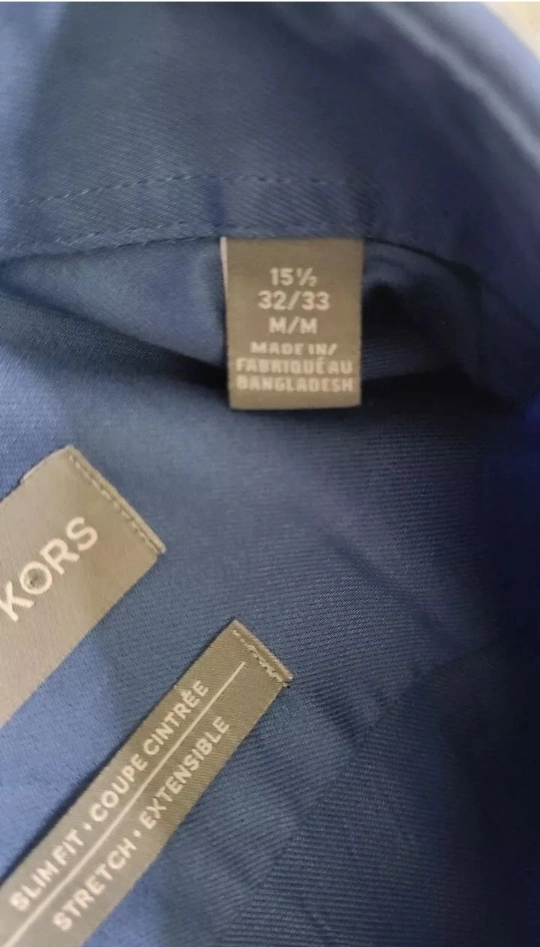 15½
32/33
M/M
MADE IN/
FABRIQUÉ AU
BANGLADESH
KORS
SLIM FIT • COUPE CINTRÉE
STRETCH • EXTENSIBLE